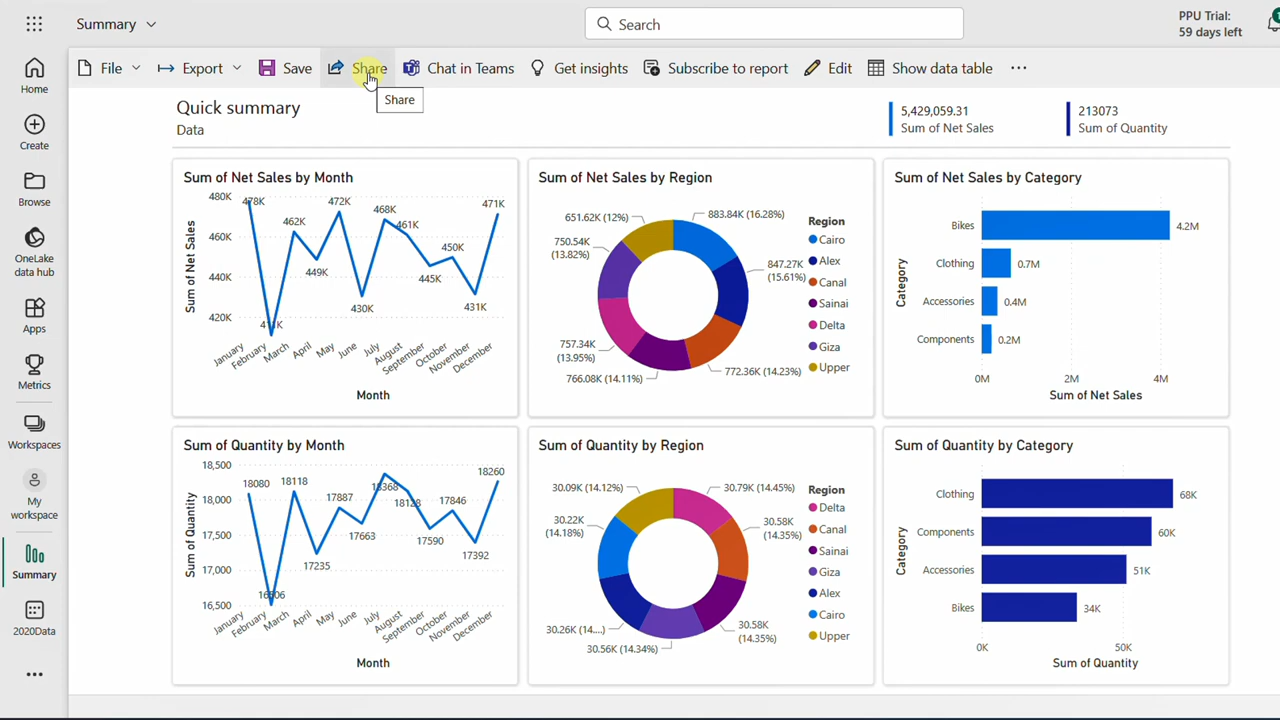 Summary
Search
PPU Trial:
59 days left
File
Export
Save
Share
Chat in Teams
Get insights
Subscribe to report
Edit
Show data table
Share
Home
Create
Browse
OneLake
data hub
Apps
Metrics
Workspaces
My
workspace
Summary
2020Data
Quick summary
Data
5,429,059.31
Sum of Net Sales
213073
Sum of Quantity
Sum of Net Sales by Month
Sum of Net Sales
480K
460K
440K
420K
478K
462K
449K
472K
430K
468K
461K
445K
450K
431K
471K
January
February
March
April
May
June
July
August
September
October
November
December
Month
Sum of Net Sales by Region
883.84K (16.28%)
847.27K
(15.61%)
772.36K (14.23%)
766.08K (14.11%)
757.34K
(13.95%)
750.54K
(13.82%)
651.62K (12%)
Region
Cairo
Alex
Canal
Sainai
Delta
Giza
Upper
Sum of Net Sales by Category
Category
Bikes
4.2M
Clothing
0.7M
Accessories
0.4M
Components
0.2M
0M
2M
4M
Sum of Net Sales
Sum of Quantity by Month
Sum of Quantity
18,500
18,000
17,500
17,000
16,500
18080
18118
17235
17887
17663
18368
18128
17590
17846
17392
18260
January
February
March
April
May
June
July
August
September
October
November
December
Month
Sum of Quantity by Region
30.79K (14.45%)
30.58K
(14.35%)
30.58K
(14.35%)
30.56K (14.34%)
30.26K (14....)
30.22K
(14.18%)
30.09K (14.12%)
Region
Delta
Canal
Sainai
Giza
Alex
Cairo
Upper
Sum of Quantity by Category
Category
Clothing
68K
Components
60K
Accessories
51K
Bikes
34K
0K
50K
Sum of Quantity